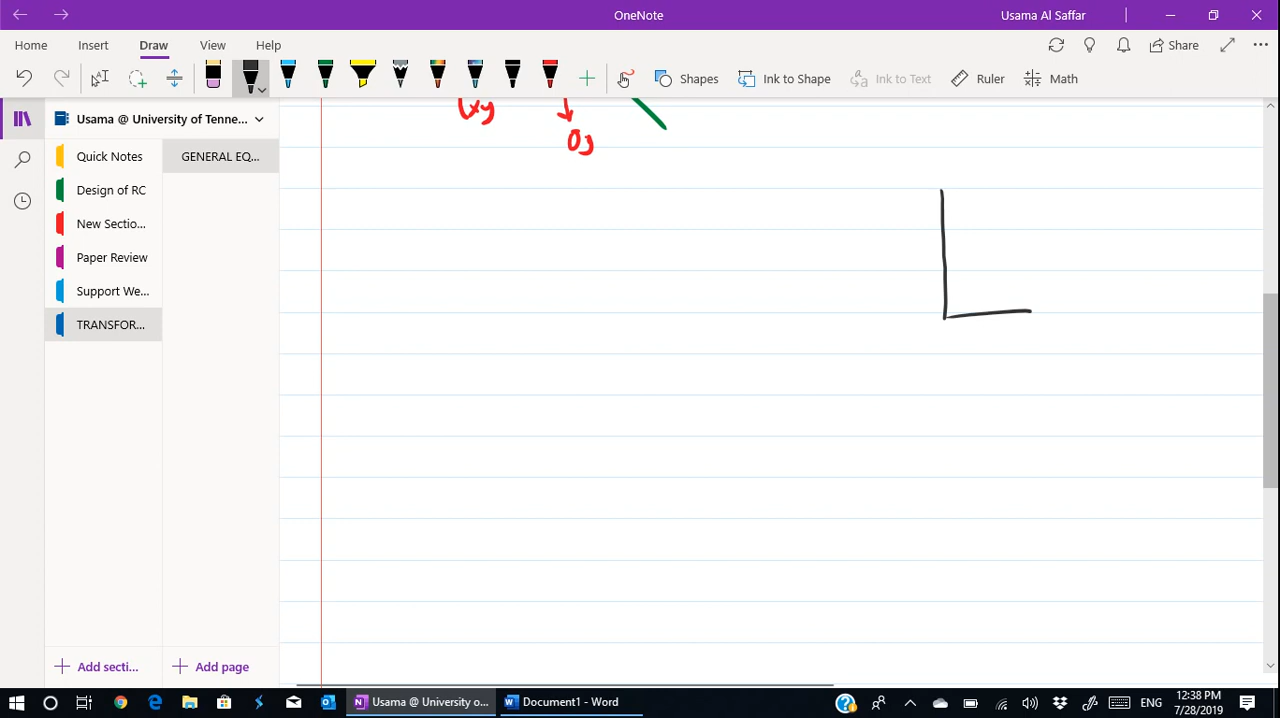 OneNote
Usama Al Saffar
Home Insert Draw View Help
Share
Shapes Ink to Shape Ink to Text Ruler Math
Usama @ University of Tenne...
Quick Notes
GENERAL EQ...
Design of RC
New Sectio...
Paper Review
Support We...
TRANSFOR...
Add secti...
Add page
Usama @ University o...
Document1 - Word
ENG
12:38 PM
7/28/2019